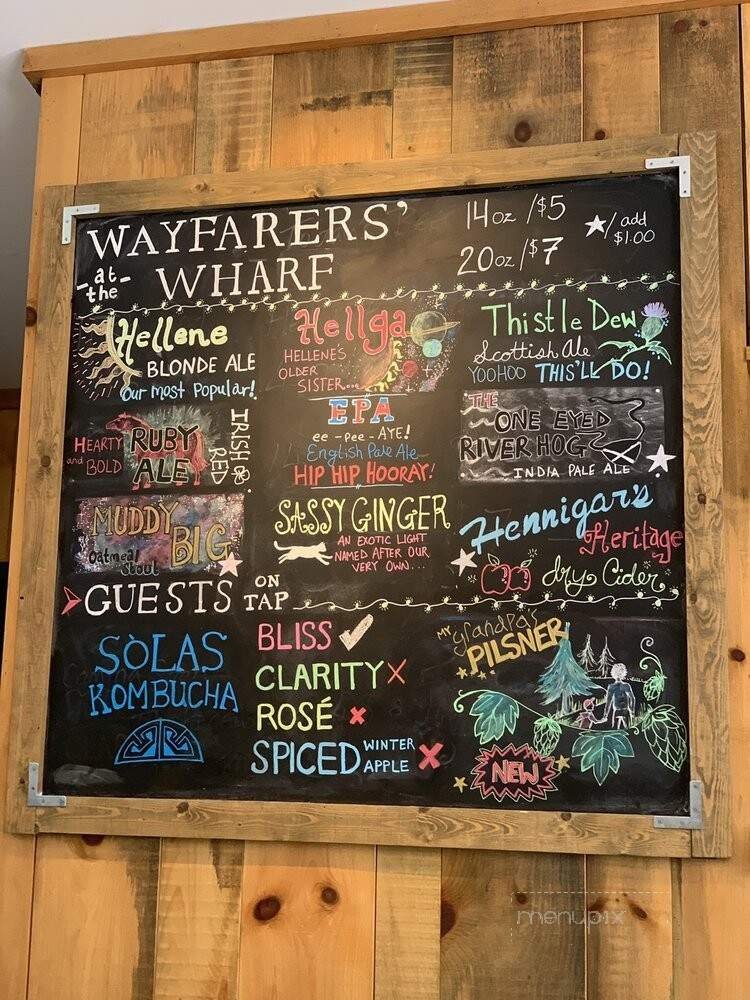 WAYFARERS'
-at the- WHARF
14oz /$5
20oz /$7
★/add $1.00
Hellene
BLONDE ALE
Our most Popular!
Hellga
HELLENE'S
OLDER
SISTER...
Thistle Dew
Scottish Ale
YOOHOO THIS'LL DO!
HEARTY
and BOLD
RUBY
ALE
IRISH
RED
EPA
ee-Pee-AYE!
English Pale Ale
HIP HIP HOORAY!
THE
ONE EYED
RIVER HOG
INDIA PALE ALE
MUDDY
BIG
Oatmeal
stout
SASSY GINGER
AN EXOTIC LIGHT
NAMED AFTER OUR
VERY OWN...
Hennigar's
Heritage
dry Cider
GUESTS ON TAP
SÒLAS
KOMBUCHA
BLISS ✓
CLARITY X
ROSÉ X
SPICED WINTER APPLE X
MY grandpa's
PILSNER
NEW
menupix